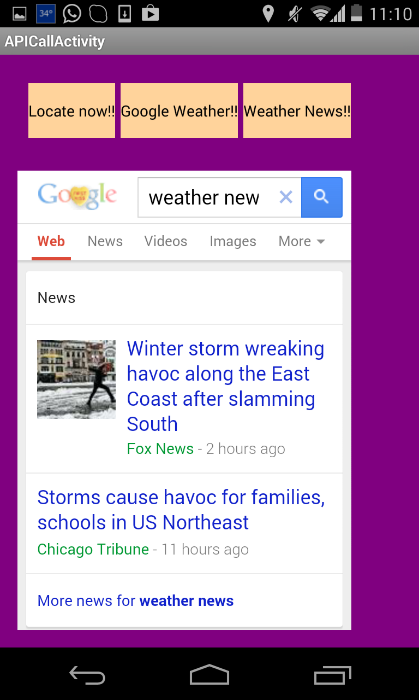 34°
11:10
APICallActivity
Locate now!! Google Weather!! Weather News!!
Google weather new
Web News Videos Images More
News
Winter storm wreaking
havoc along the East
Coast after slamming
South
Fox News - 2 hours ago
Storms cause havoc for families,
schools in US Northeast
Chicago Tribune - 11 hours ago
More news for weather news